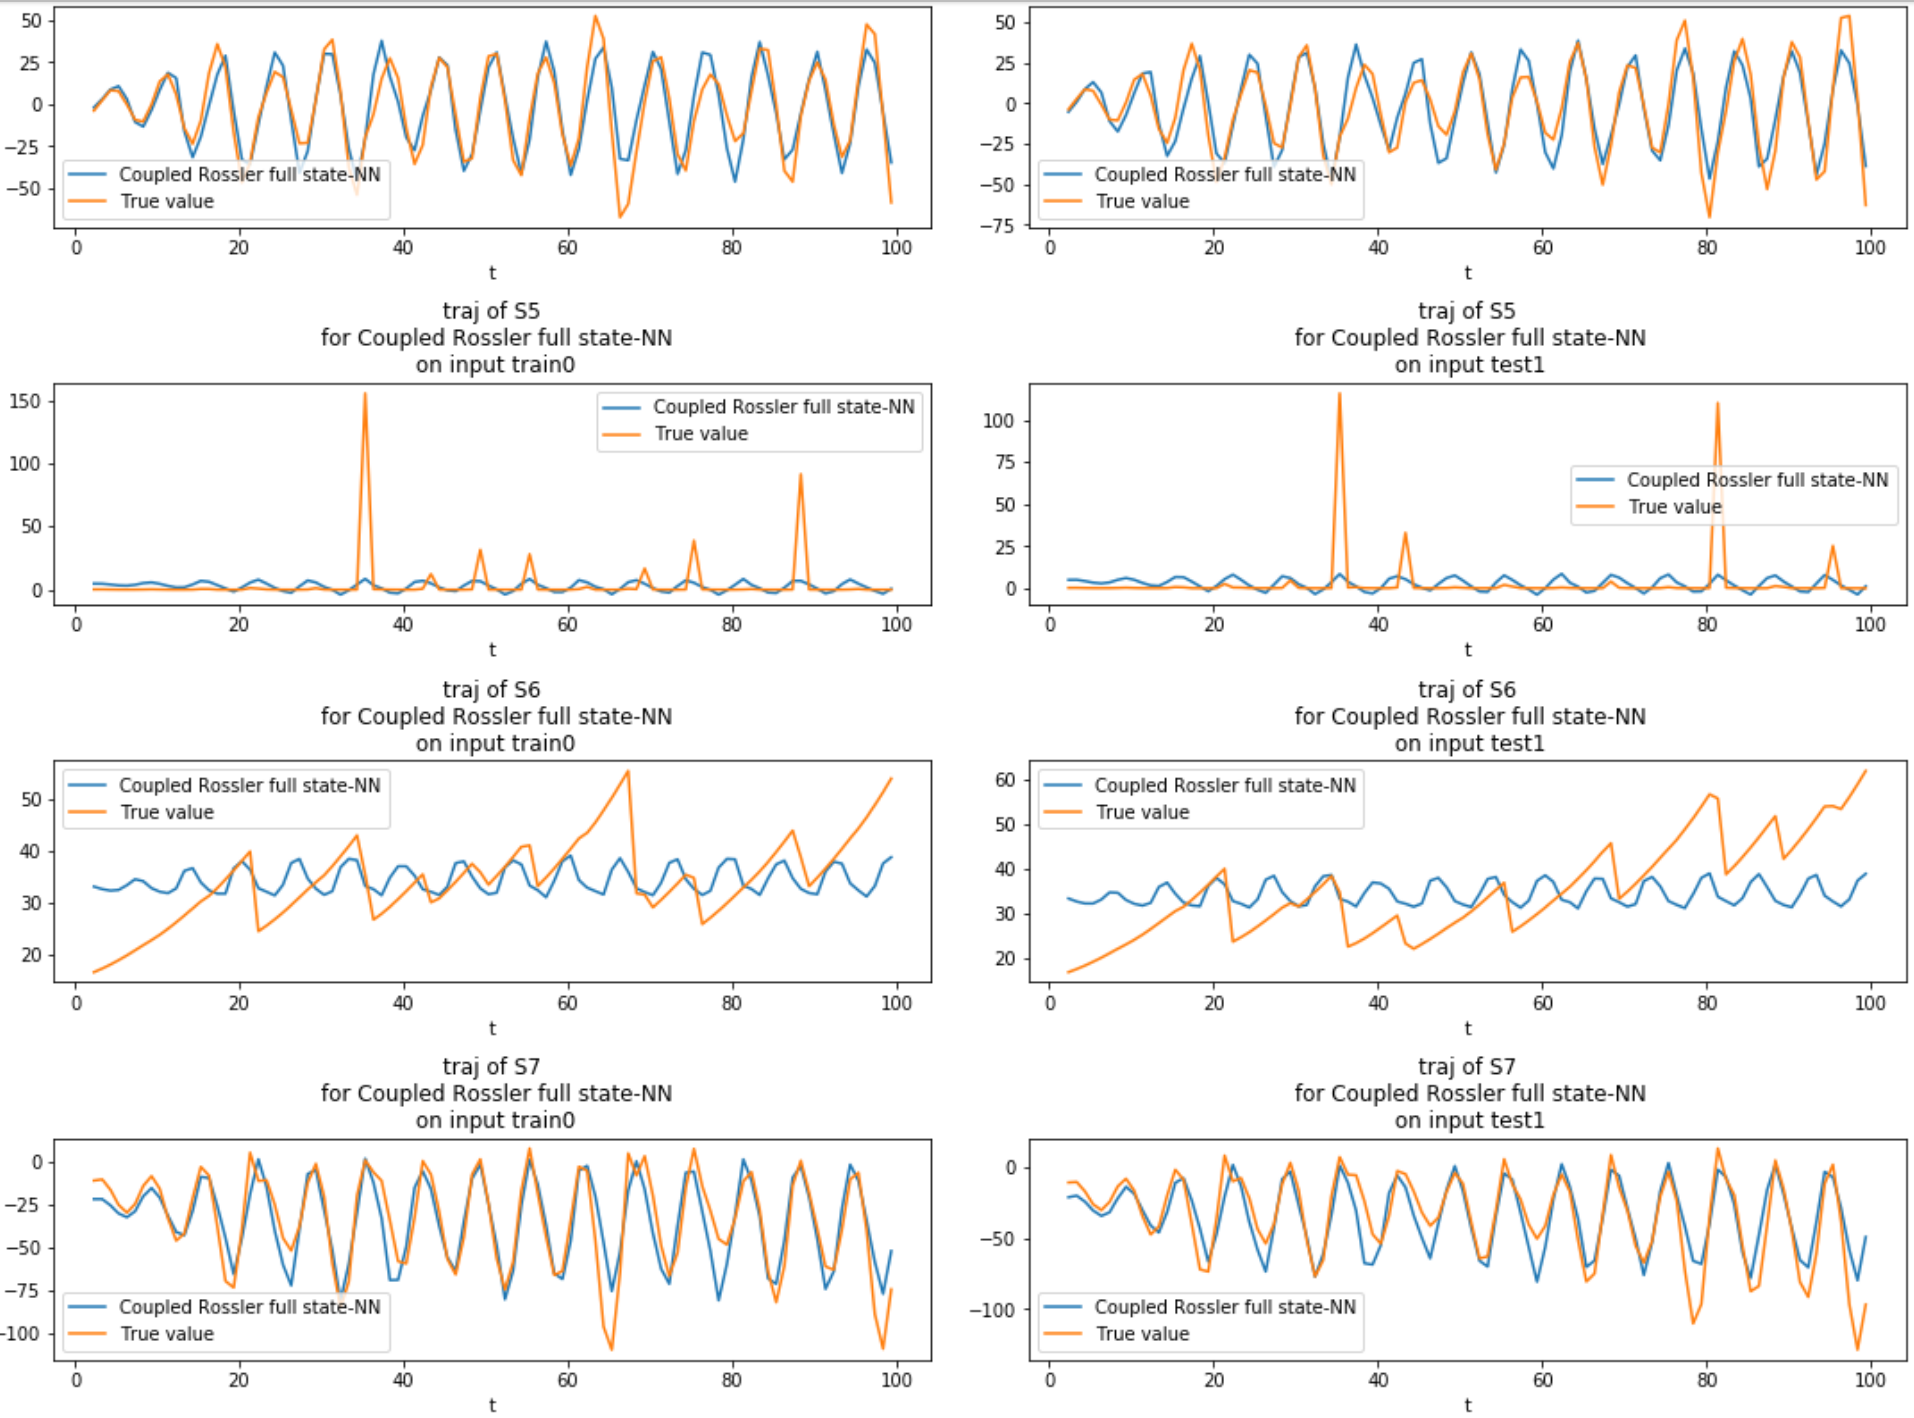 50
25
0
−25
−50
Coupled Rossler full state-NN
True value
0 20 40 60 80 100
t
50
25
0
−25
−50
−75
Coupled Rossler full state-NN
True value
0 20 40 60 80 100
t
traj of S5
for Coupled Rossler full state-NN
on input train0
150
100
50
0
Coupled Rossler full state-NN
True value
0 20 40 60 80 100
t
traj of S5
for Coupled Rossler full state-NN
on input test1
100
75
50
25
0
Coupled Rossler full state-NN
True value
0 20 40 60 80 100
t
traj of S6
for Coupled Rossler full state-NN
on input train0
50
40
30
20
Coupled Rossler full state-NN
True value
0 20 40 60 80 100
t
traj of S6
for Coupled Rossler full state-NN
on input test1
60
50
40
30
20
Coupled Rossler full state-NN
True value
0 20 40 60 80 100
t
traj of S7
for Coupled Rossler full state-NN
on input train0
0
−25
−50
−75
−100
Coupled Rossler full state-NN
True value
0 20 40 60 80 100
t
traj of S7
for Coupled Rossler full state-NN
on input test1
0
−50
−100
Coupled Rossler full state-NN
True value
0 20 40 60 80 100
t